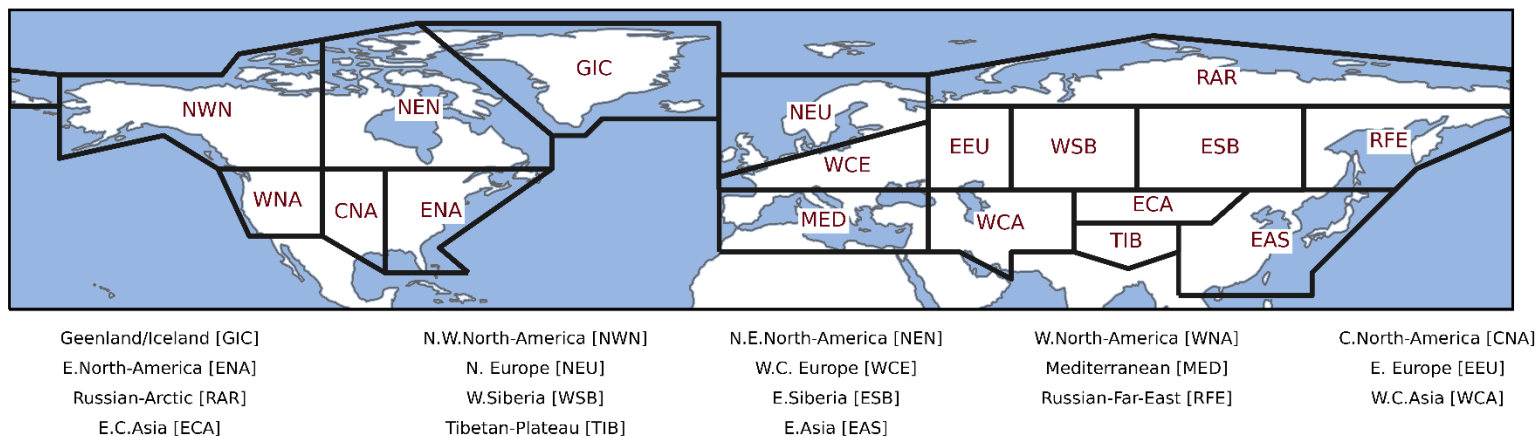 GIC
RAR
NWN
NEN
NEU
RFE
EEU
WSB
ESB
WCE
WNA
CNA
ENA
MED
WCA
ECA
TIB
EAS
Geenland/Iceland [GIC] N.W.North-America [NWN] N.E.North-America [NEN] W.North-America [WNA] C.North-America [CNA]
E.North-America [ENA] N. Europe [NEU] W.C. Europe [WCE] Mediterranean [MED] E. Europe [EEU]
Russian-Arctic [RAR] W.Siberia [WSB] E.Siberia [ESB] Russian-Far-East [RFE] W.C.Asia [WCA]
E.C.Asia [ECA] Tibetan-Plateau [TIB] E.Asia [EAS]